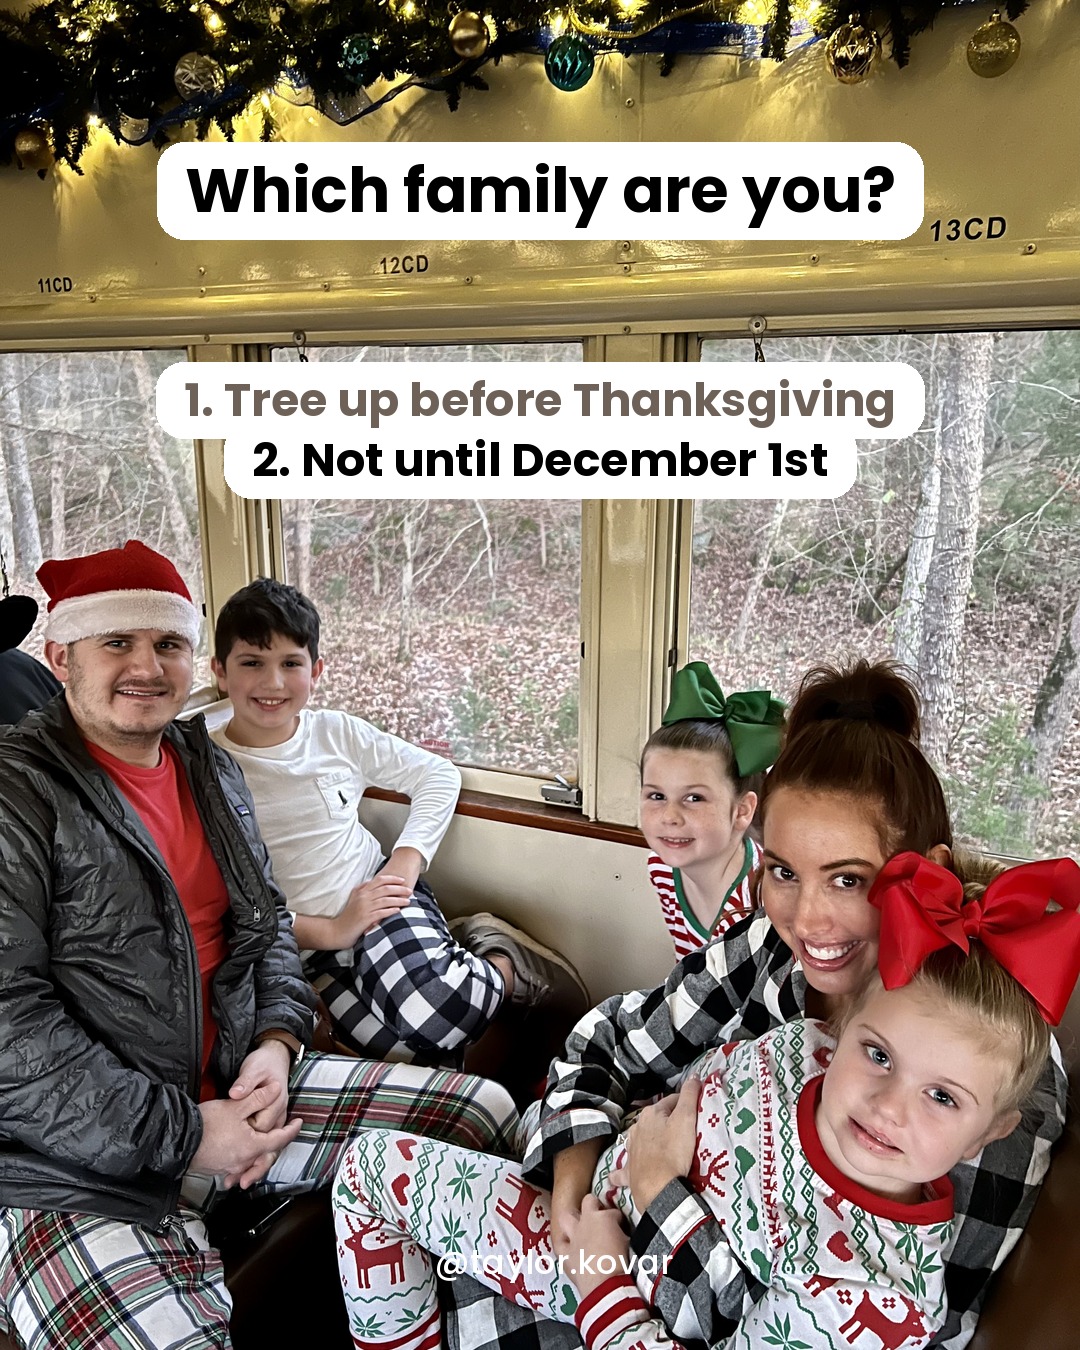 Which family are you?
13CD
12CD
11CD
1. Tree up before Thanksgiving
2. Not until December 1st
CAUTION
@taylor.kovar